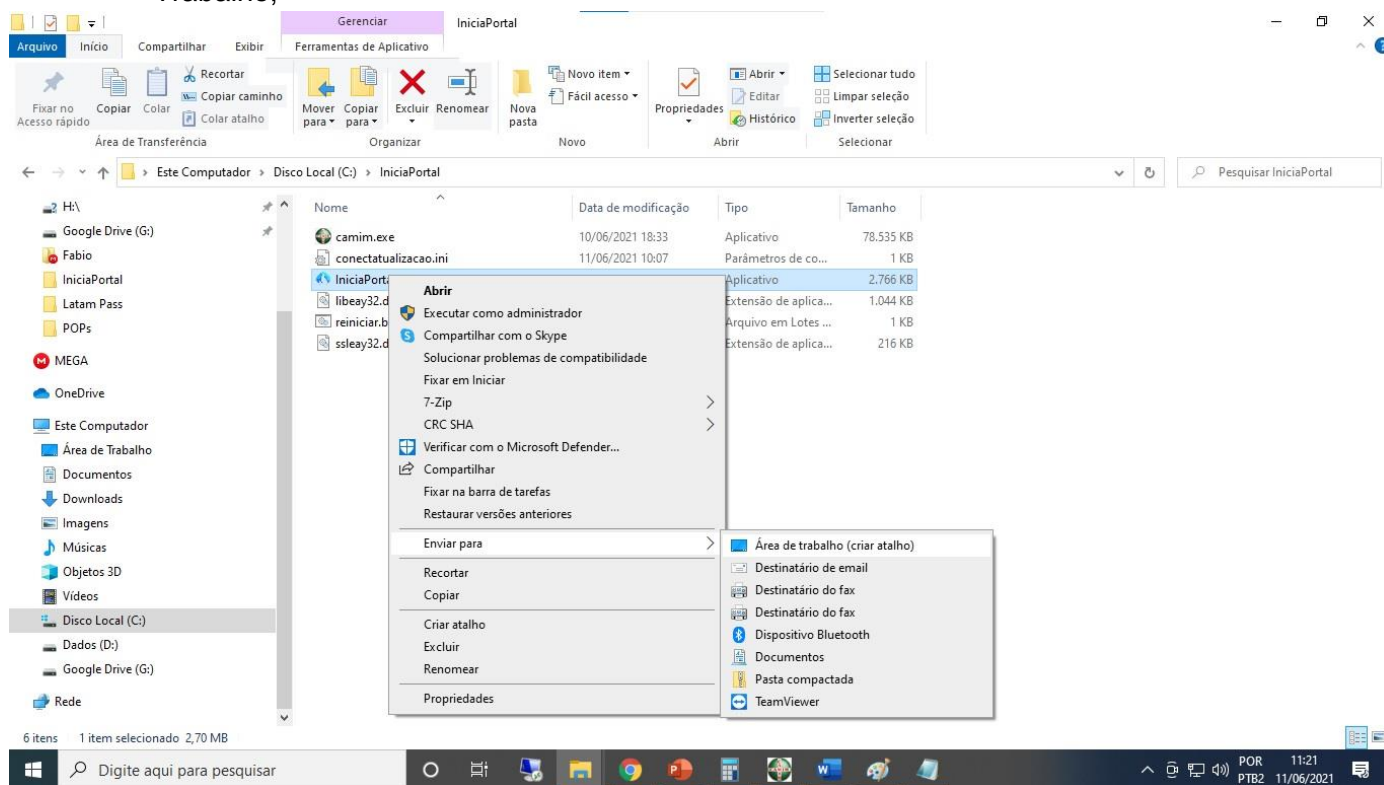 Trabalho;
Gerenciar
IniciaPortal
Arquivo Início Compartilhar Exibir Ferramentas de Aplicativo
Fixar no Acesso rápido
Copiar
Colar
Recortar
Copiar caminho
Colar atalho
Área de Transferência
Mover para
Copiar para
Excluir
Renomear
Organizar
Nova pasta
Novo item
Fácil acesso
Novo
Propriedades
Abrir
Editar
Histórico
Abrir
Selecionar tudo
Limpar seleção
Inverter seleção
Selecionar
Este Computador > Disco Local (C:) > IniciaPortal
Pesquisar IniciaPortal
H:\
Google Drive (G:)
Fabio
IniciaPortal
Latam Pass
POPs
MEGA
OneDrive
Este Computador
Área de Trabalho
Documentos
Downloads
Imagens
Músicas
Objetos 3D
Vídeos
Disco Local (C:)
Dados (D:)
Google Drive (G:)
Rede
Nome Data de modificação Tipo Tamanho
camim.exe 10/06/2021 18:33 Aplicativo 78.535 KB
conectatualizacao.ini 11/06/2021 10:07 Parâmetros de co... 1 KB
IniciaPorta Aplicativo 2.766 KB
libeay32.d Extensão de aplica... 1.044 KB
reiniciar.b Arquivo em Lotes ... 1 KB
ssleay32.d Extensão de aplica... 216 KB
Abrir
Executar como administrador
Compartilhar com o Skype
Solucionar problemas de compatibilidade
Fixar em Iniciar
7-Zip
CRC SHA
Verificar com o Microsoft Defender...
Compartilhar
Fixar na barra de tarefas
Restaurar versões anteriores
Enviar para
Recortar
Copiar
Criar atalho
Excluir
Renomear
Propriedades
Área de trabalho (criar atalho)
Destinatário de email
Destinatário do fax
Destinatário do fax
Dispositivo Bluetooth
Documentos
Pasta compactada
TeamViewer
6 itens 1 item selecionado 2,70 MB
Digite aqui para pesquisar
POR 11:21
PTB2 11/06/2021